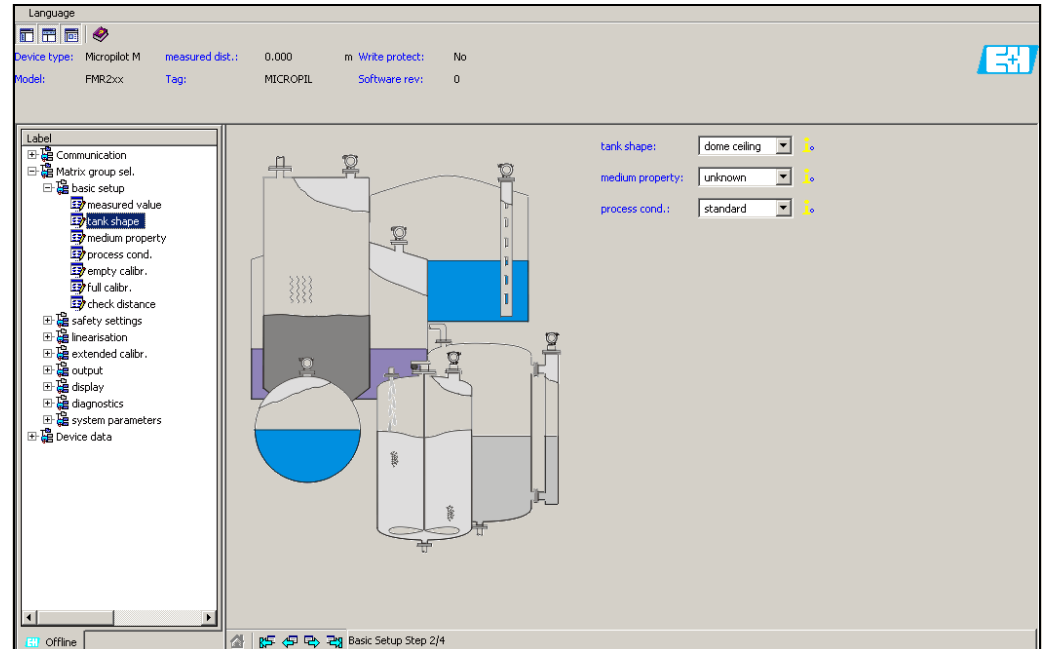 Language
Device type: Micropilot M measured dist.: 0.000 m Write protect: No
Model: FMR2xx Tag: MICROPIL Software rev: 0
E+H
Label
Communication
Matrix group sel.
basic setup
measured value
tank shape
medium property
process cond.
empty calibr.
full calibr.
check distance
safety settings
linearisation
extended calibr.
output
display
diagnostics
system parameters
Device data
tank shape: dome ceiling
medium property: unknown
process cond.: standard
Offline
Basic Setup Step 2/4